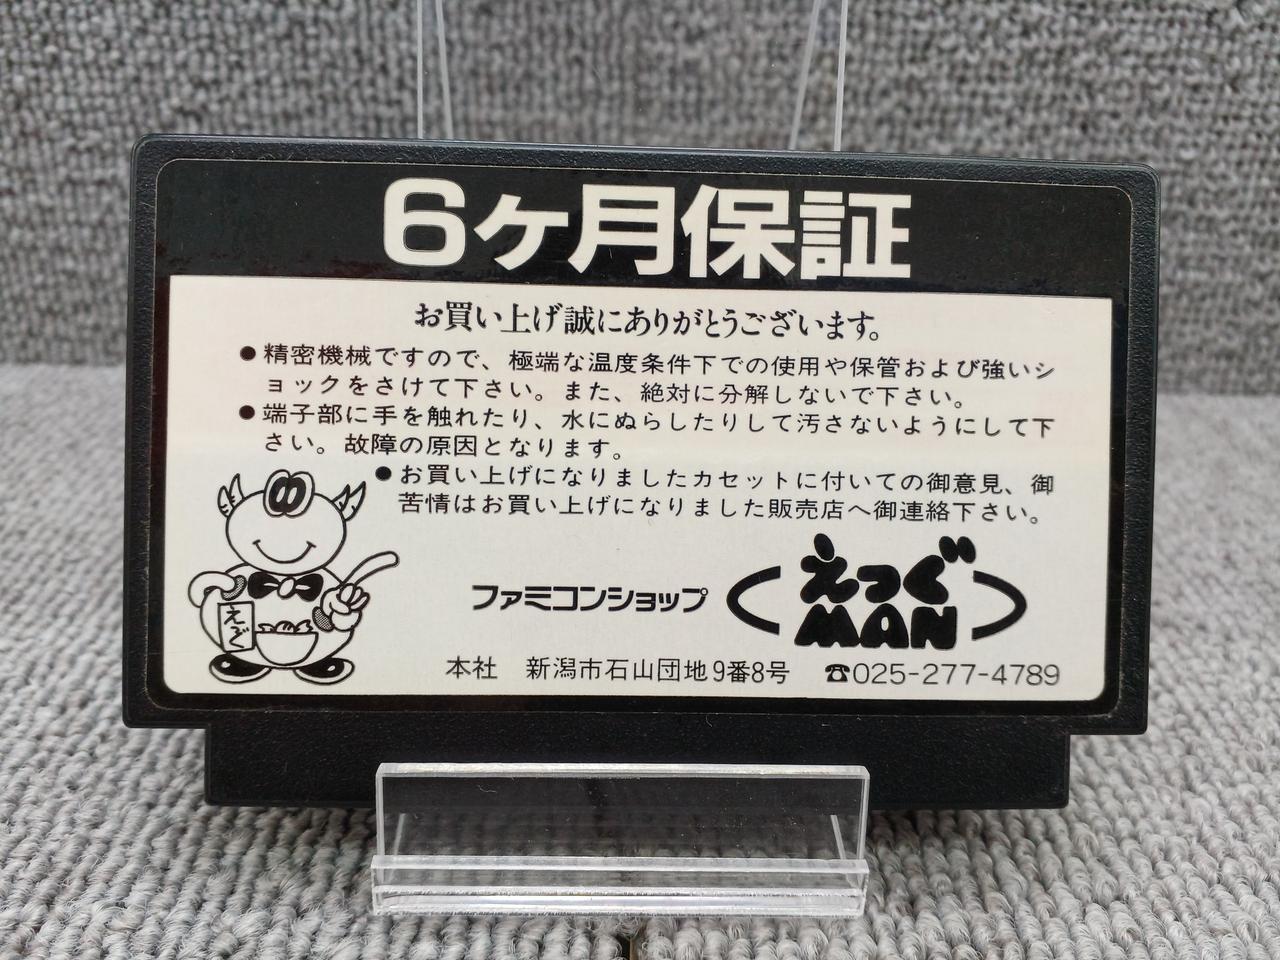 6ヶ月保証
お買い上げ誠にありがとうございます。
●精密機械ですので、極端な温度条件下での使用や保管および強いシ
ョックをさけて下さい。また、絶対に分解しないで下さい。
●端子部に手を触れたり、水にぬらしたりして汚さないようにして下
さい。故障の原因となります。
●お買い上げになりましたカセットに付いての御意見、御
苦情はお買い上げになりました販売店へ御連絡下さい。
えぐ
ファミコンショップ
えっぐ
MAN
本社 新潟市石山団地9番8号 ☎025-277-4789